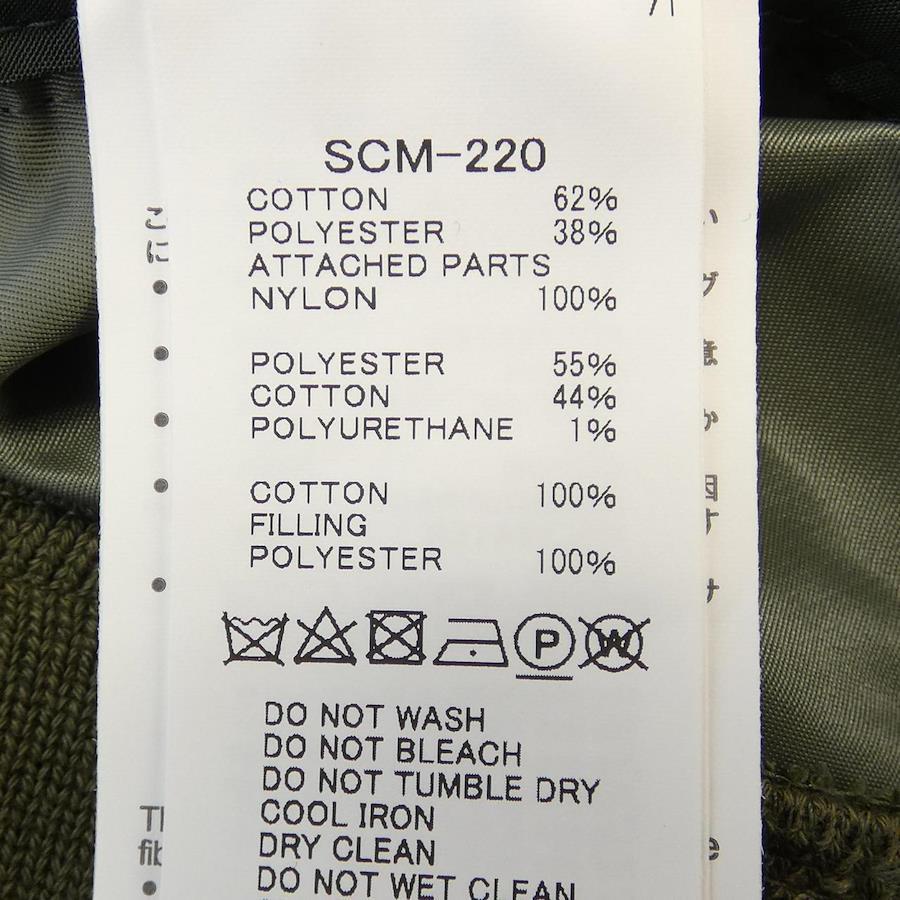 SCM-220
COTTON 62%
POLYESTER 38%
ATTACHED PARTS
NYLON 100%
POLYESTER 55%
COTTON 44%
POLYURETHANE 1%
COTTON 100%
FILLING
POLYESTER 100%
P W
DO NOT WASH
DO NOT BLEACH
DO NOT TUMBLE DRY
COOL IRON
DRY CLEAN
DO NOT WET CLEAN